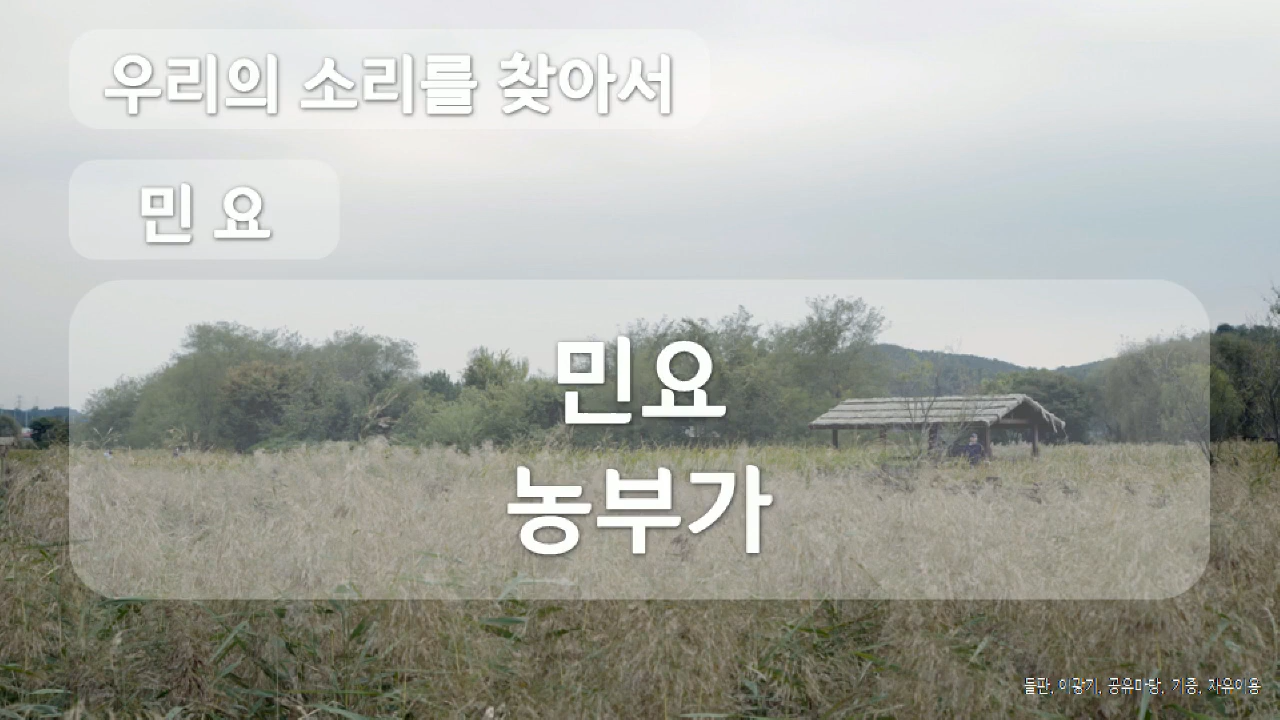 우리의 소리를 찾아서
민 요
민요
농부가
들판, 이광기, 공유마당, 기증, 자유이용